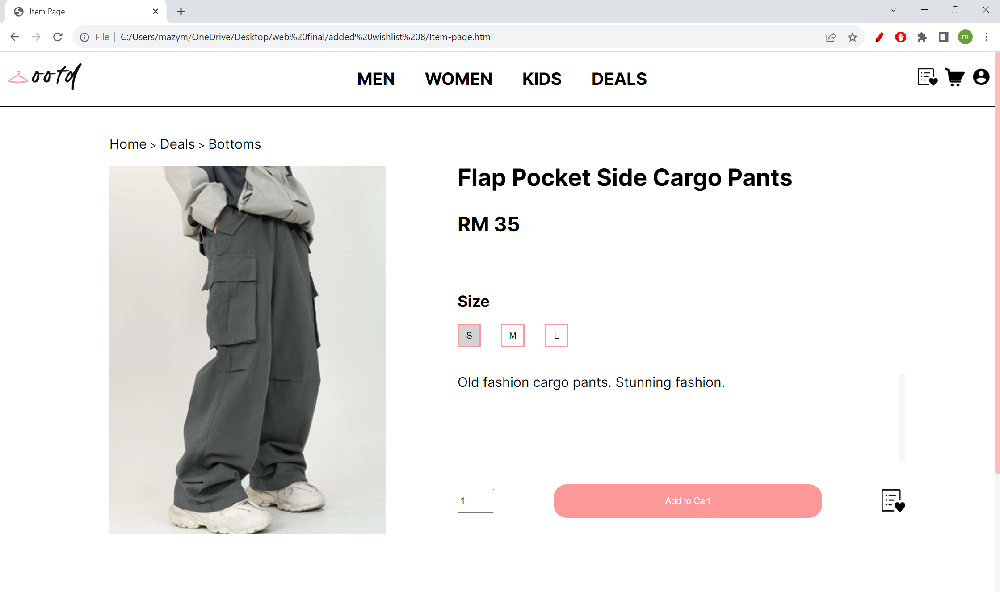 Item Page
File C:/Users/mazym/OneDrive/Desktop/web%20final/added%20wishlist%208/Item-page.html
m
ootd
MEN WOMEN KIDS DEALS
Home > Deals > Bottoms
Flap Pocket Side Cargo Pants
RM 35
Size
S M L
Old fashion cargo pants. Stunning fashion.
1
Add to Cart